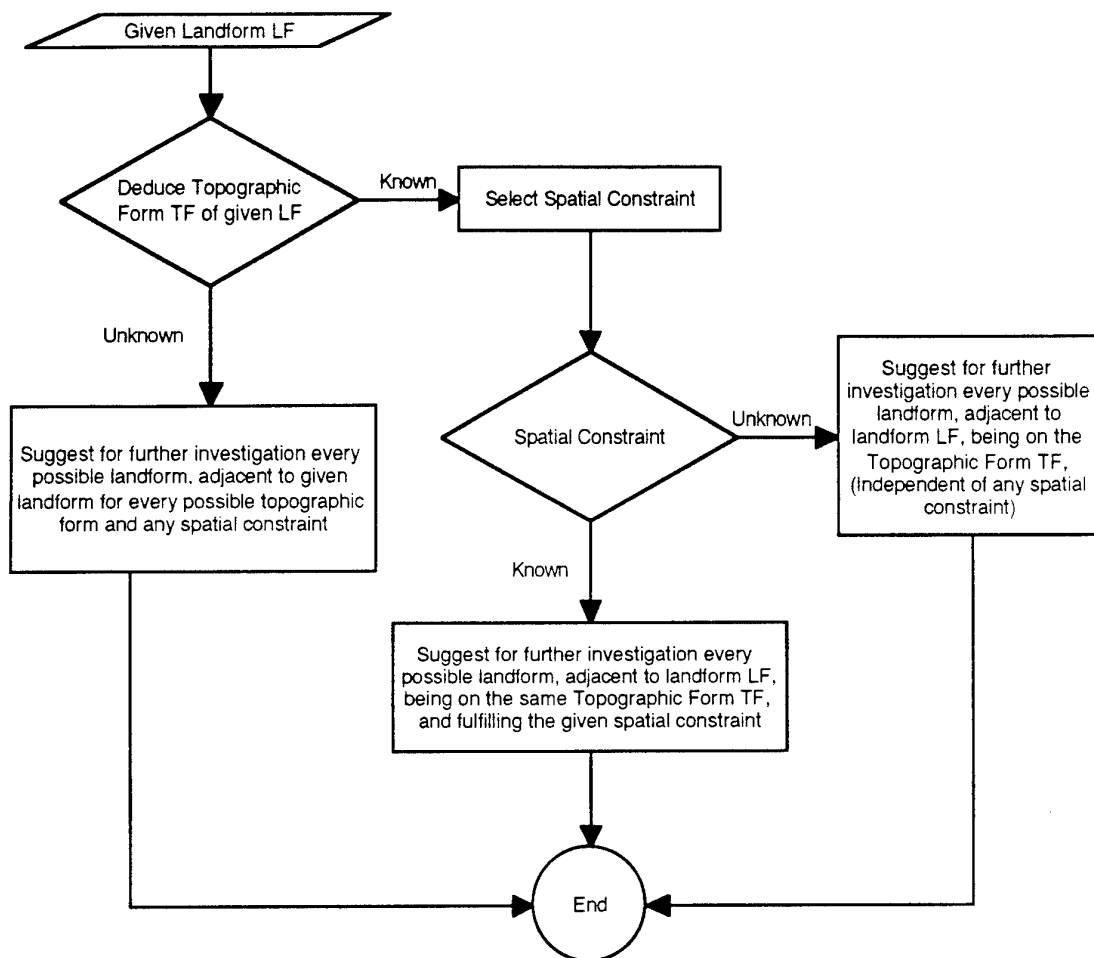 Given Landform LF
Deduce Topographic
Form TF of given LF
Known
Select Spatial Constraint
Unknown
Suggest for further investigation every
possible landform, adjacent to given
landform for every possible topographic
form and any spatial constraint
Spatial Constraint
Unknown
Suggest for further
investigation every possible
landform, adjacent to
landform LF, being on the
Topographic Form TF,
(Independent of any spatial
constraint)
Known
Suggest for further investigation every
possible landform, adjacent to landform LF,
being on the same Topographic Form TF,
and fulfilling the given spatial constraint
End